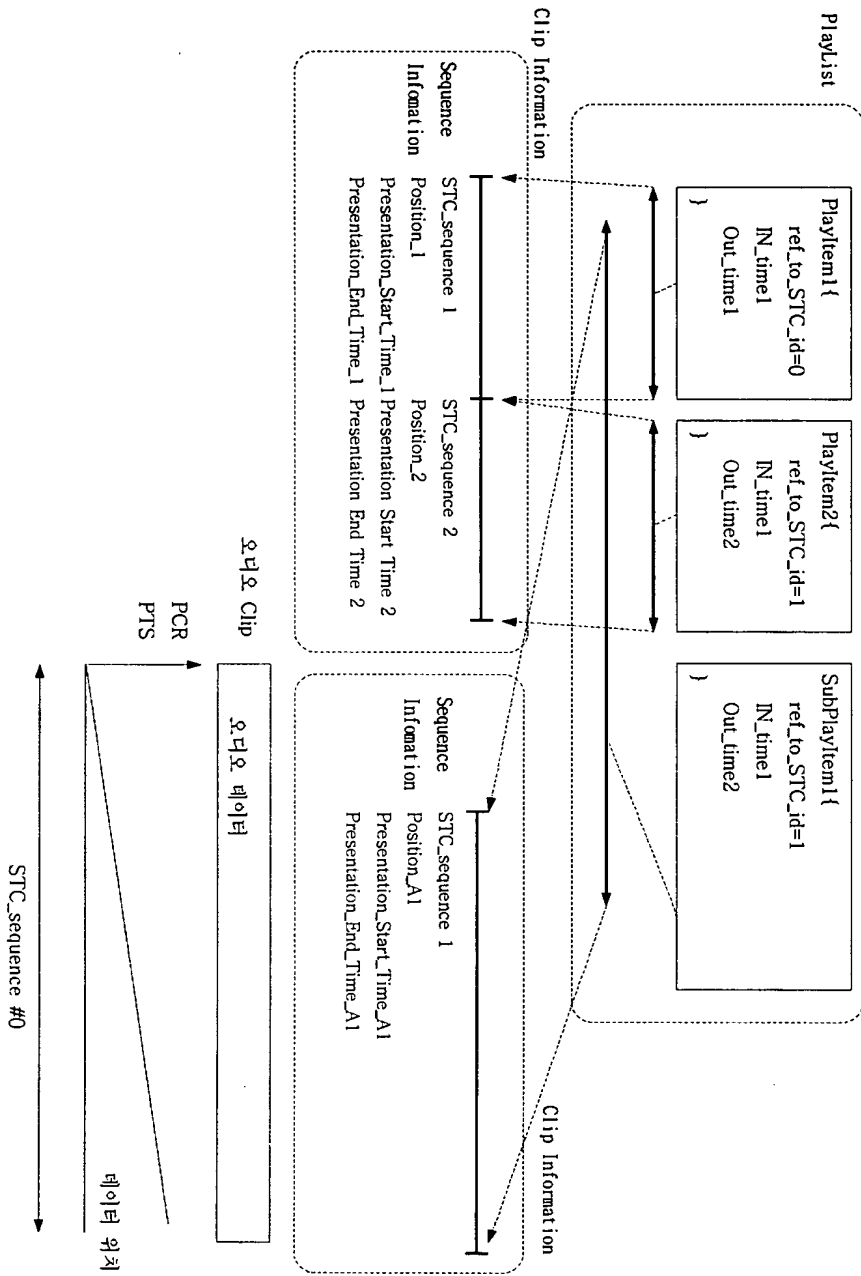 PlayList
PlayItem1{
ref_to_STC_id=0
IN_time1
Out_time1
}
PlayItem2{
ref_to_STC_id=1
IN_time1
Out_time2
}
SubPlayItem1{
ref_to_STC_id=1
IN_time1
Out_time2
}
Clip Information
Sequence
Infomation
STC_sequence 1
Position_1
Presentation_Start_Time_1
Presentation_End_Time_1
STC_sequence 2
Position_2
Presentation Start Time 2
Presentation End Time 2
Clip Information
Sequence
Infomation
STC_sequence 1
Position_A1
Presentation_Start_Time_A1
Presentation_End_Time_A1
오디오 Clip
오디오 데이터
PCR
PTS
데이터 위치
STC_sequence #0